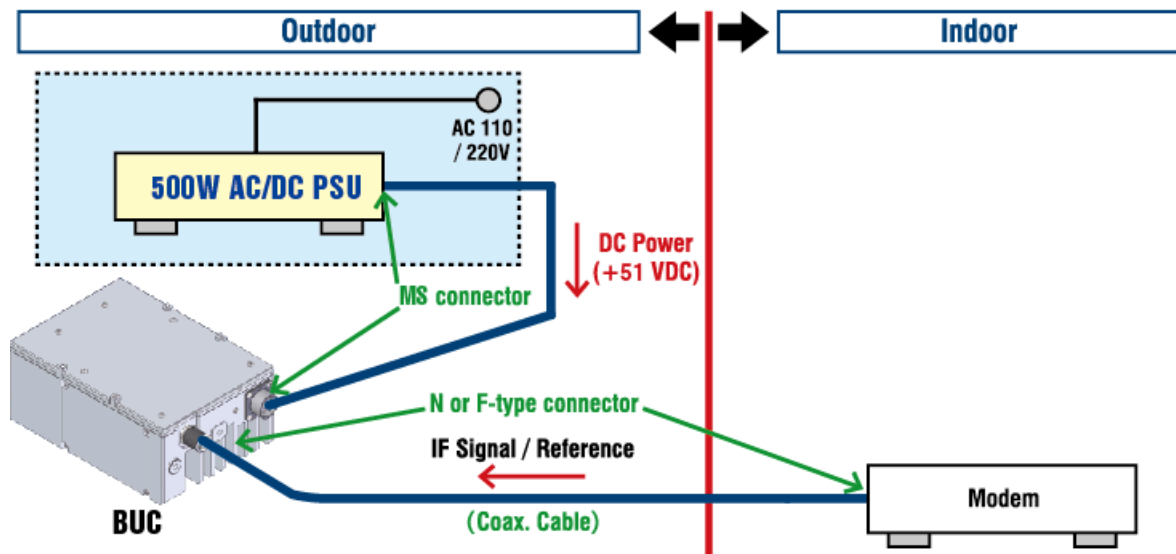 Outdoor
Indoor
AC 110
/ 220V
500W AC/DC PSU
DC Power
(+51 VDC)
MS connector
N or F-type connector
IF Signal / Reference
Modem
(Coax. Cable)
BUC